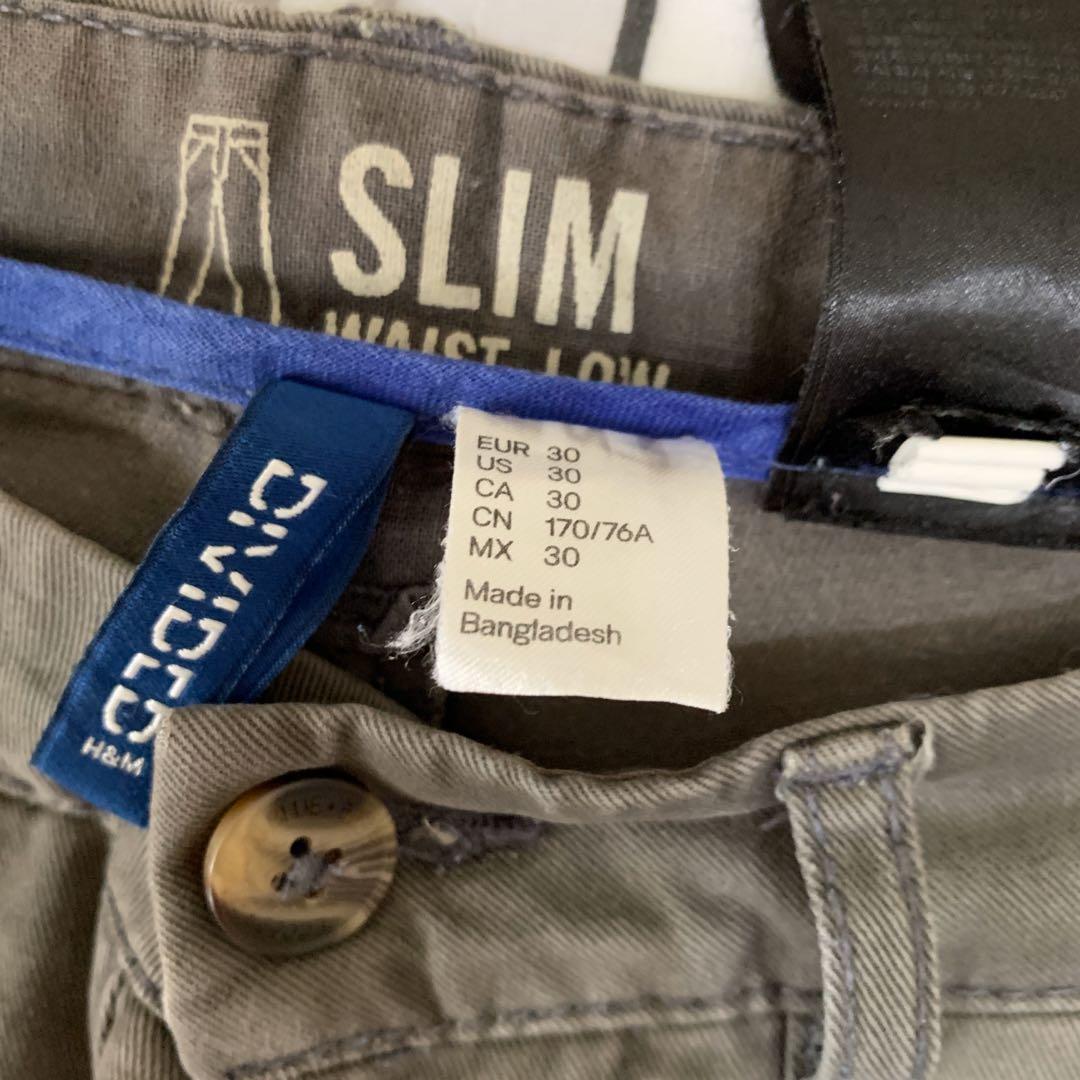 SLIM
WAIST LOW
DIVIDED
H&M
EUR 30
US 30
CA 30
CN 170/76A
MX 30
Made in
Bangladesh